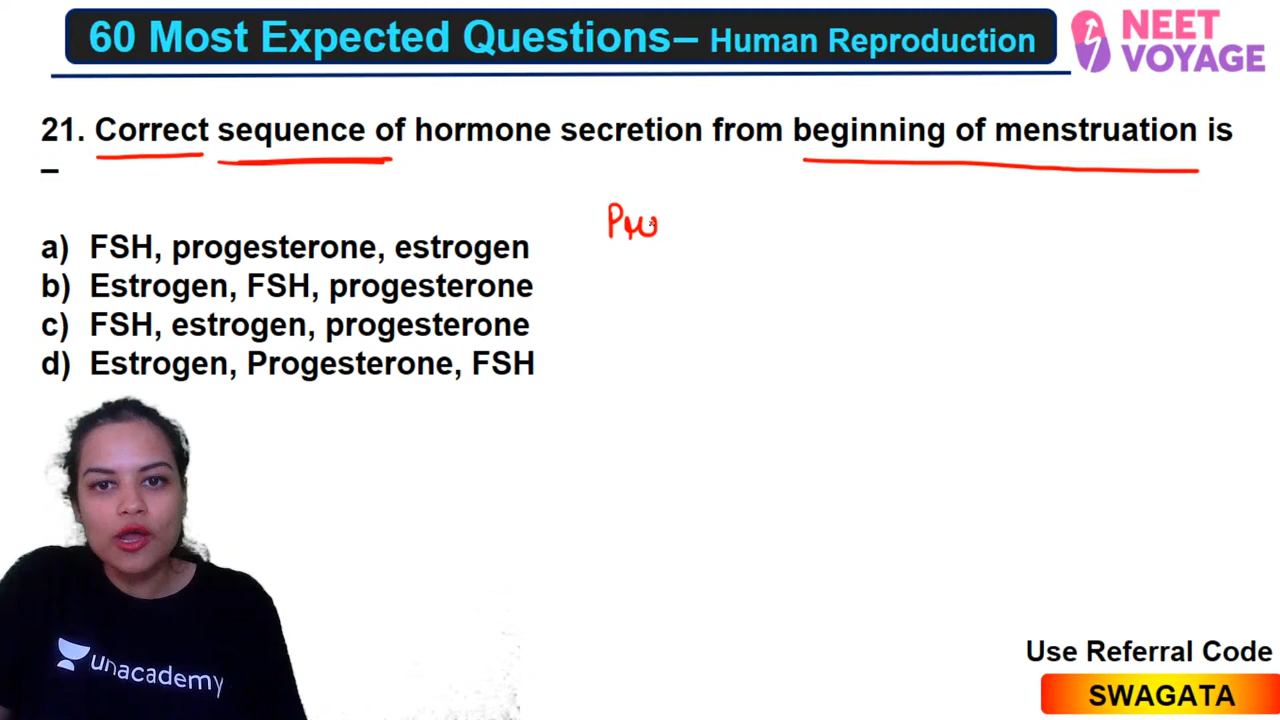 60 Most Expected Questions– Human Reproduction
NEET
VOYAGE
21. Correct sequence of hormone secretion from beginning of menstruation is
–
a) FSH, progesterone, estrogen
b) Estrogen, FSH, progesterone
c) FSH, estrogen, progesterone
d) Estrogen, Progesterone, FSH
unacademy
Use Referral Code
SWAGATA